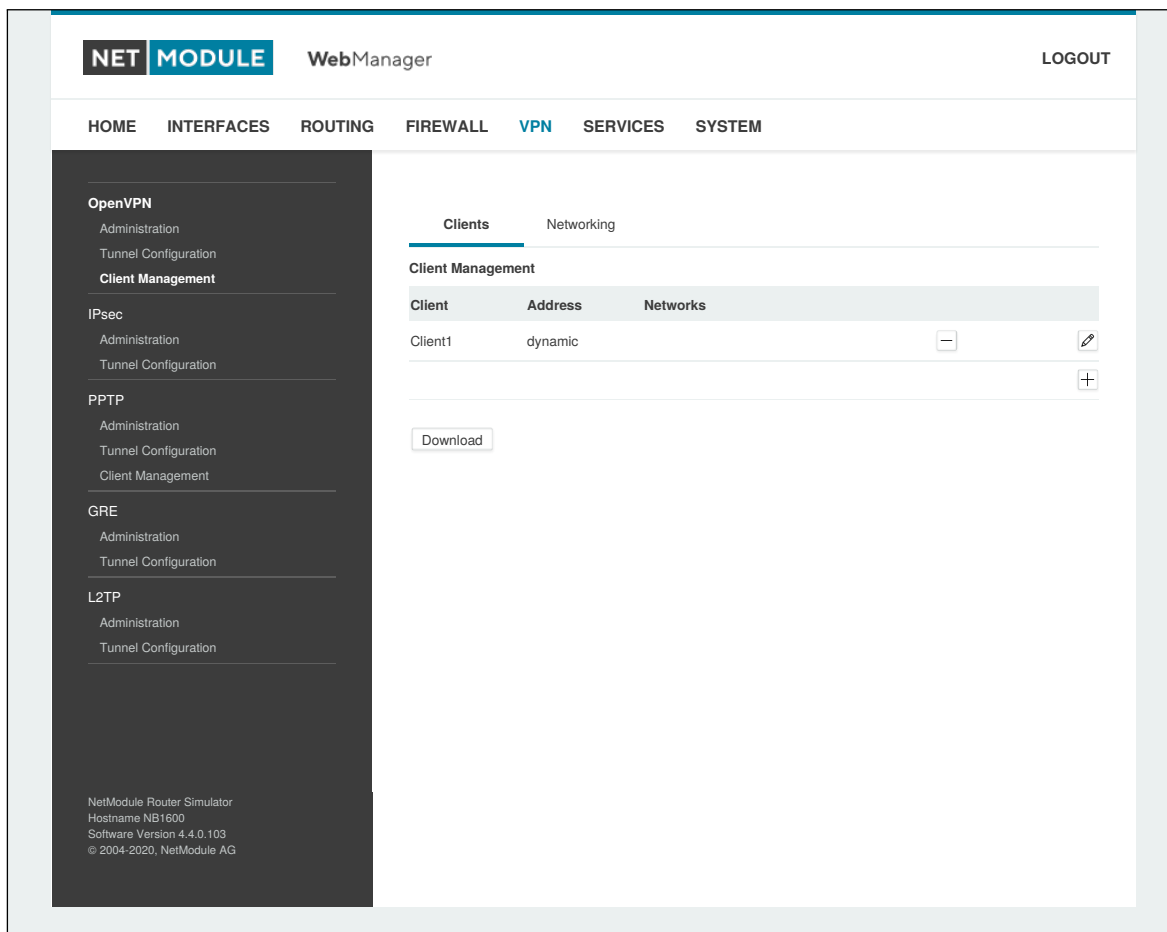 NET MODULE WebManager LOGOUT
HOME INTERFACES ROUTING FIREWALL VPN SERVICES SYSTEM
OpenVPN
Administration
Tunnel Configuration
Client Management
IPsec
Administration
Tunnel Configuration
PPTP
Administration
Tunnel Configuration
Client Management
GRE
Administration
Tunnel Configuration
L2TP
Administration
Tunnel Configuration
NetModule Router Simulator
Hostname NB1600
Software Version 4.4.0.103
© 2004-2020, NetModule AG
Clients Networking
Client Management
Client Address Networks
Client1 dynamic
Download